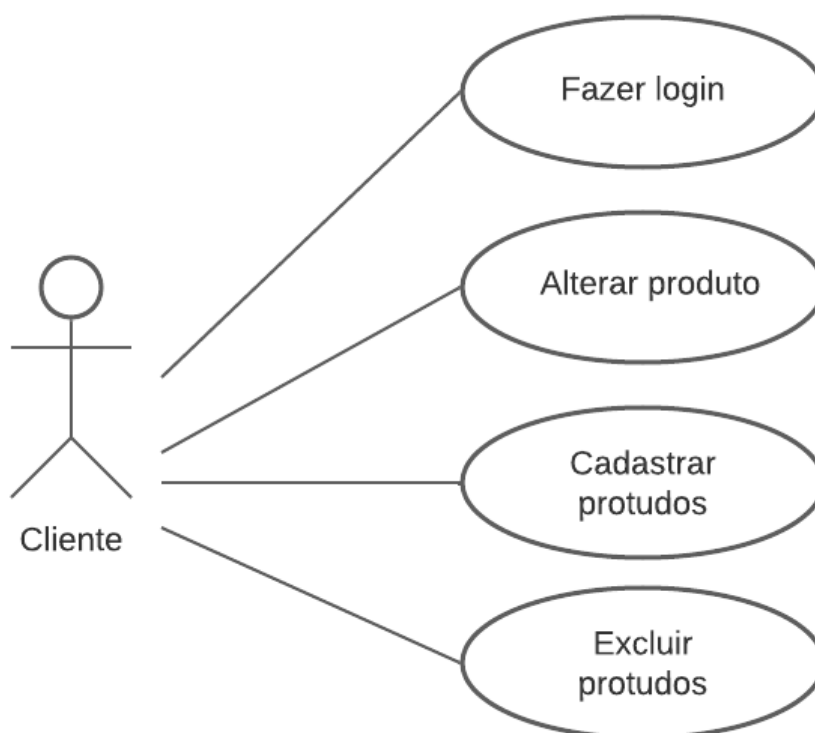 Fazer login
Alterar produto
Cadastrar
protudos
Cliente
Excluir
protudos